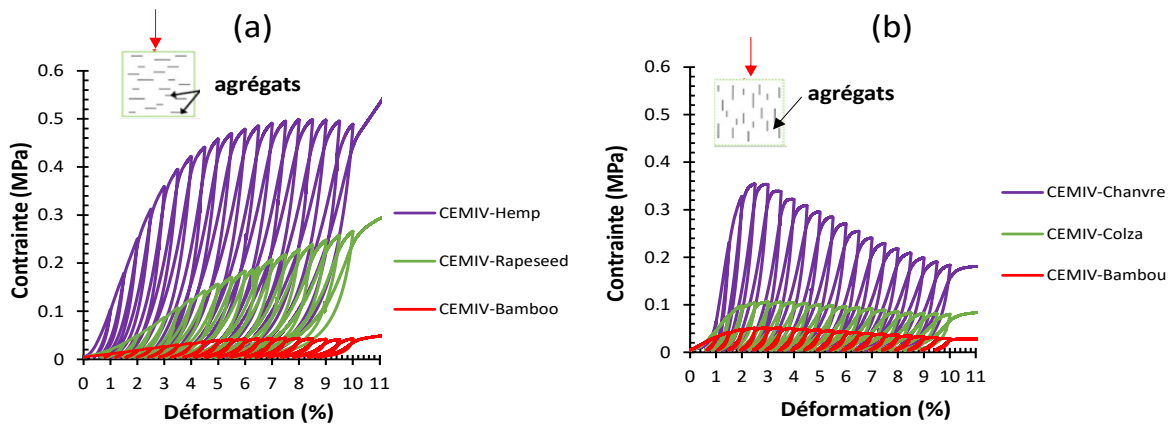 (a)
agrégats
Contrainte (MPa)
0.6
0.5
0.4
0.3
0.2
0.1
0
0 1 2 3 4 5 6 7 8 9 10 11
Déformation (%)
CEMIV-Hemp
CEMIV-Rapeseed
CEMIV-Bamboo
(b)
agrégats
Contrainte (MPa)
0.6
0.5
0.4
0.3
0.2
0.1
0
0 1 2 3 4 5 6 7 8 9 10 11
Déformation (%)
CEMIV-Chanvre
CEMIV-Colza
CEMIV-Bambou